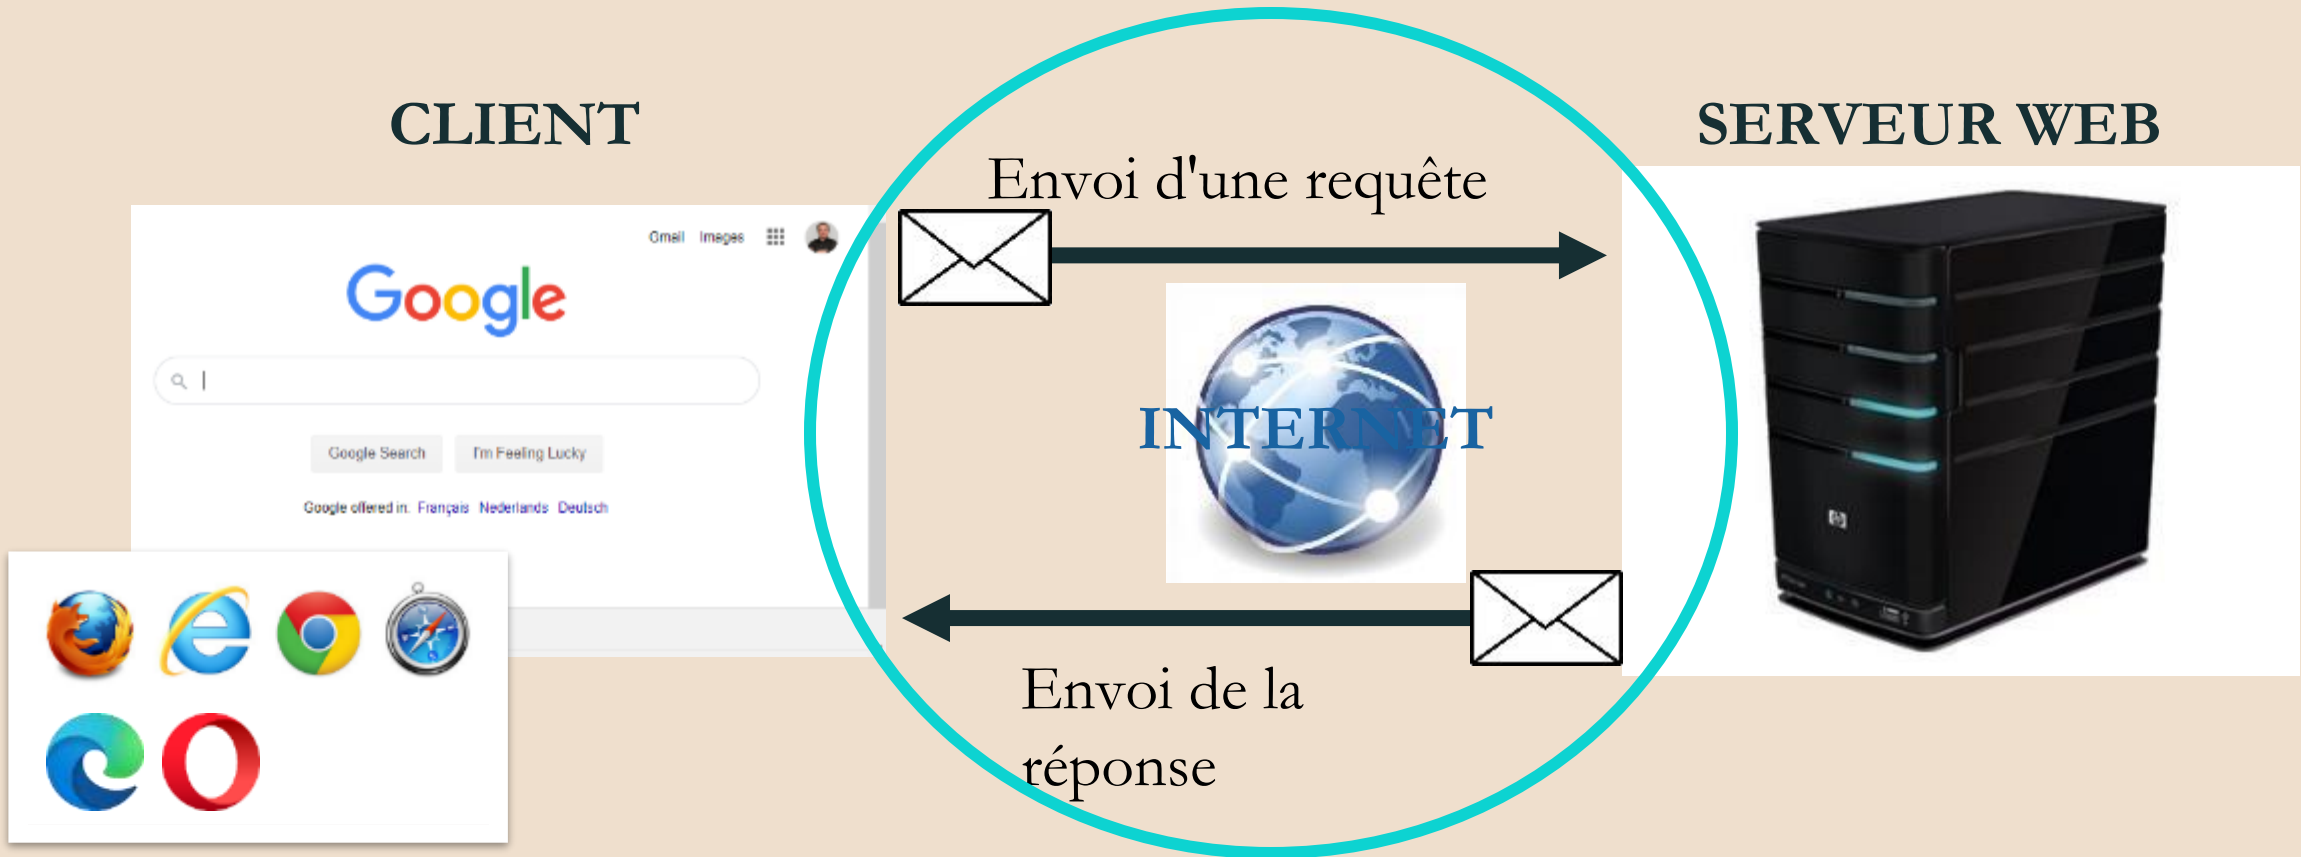 CLIENT
SERVEUR WEB
Envoi d'une requête
Gmail Images
Google
Google Search I'm Feeling Lucky
Google offered in: Français Nederlands Deutsch
INTERNET
Envoi de la
réponse
hp